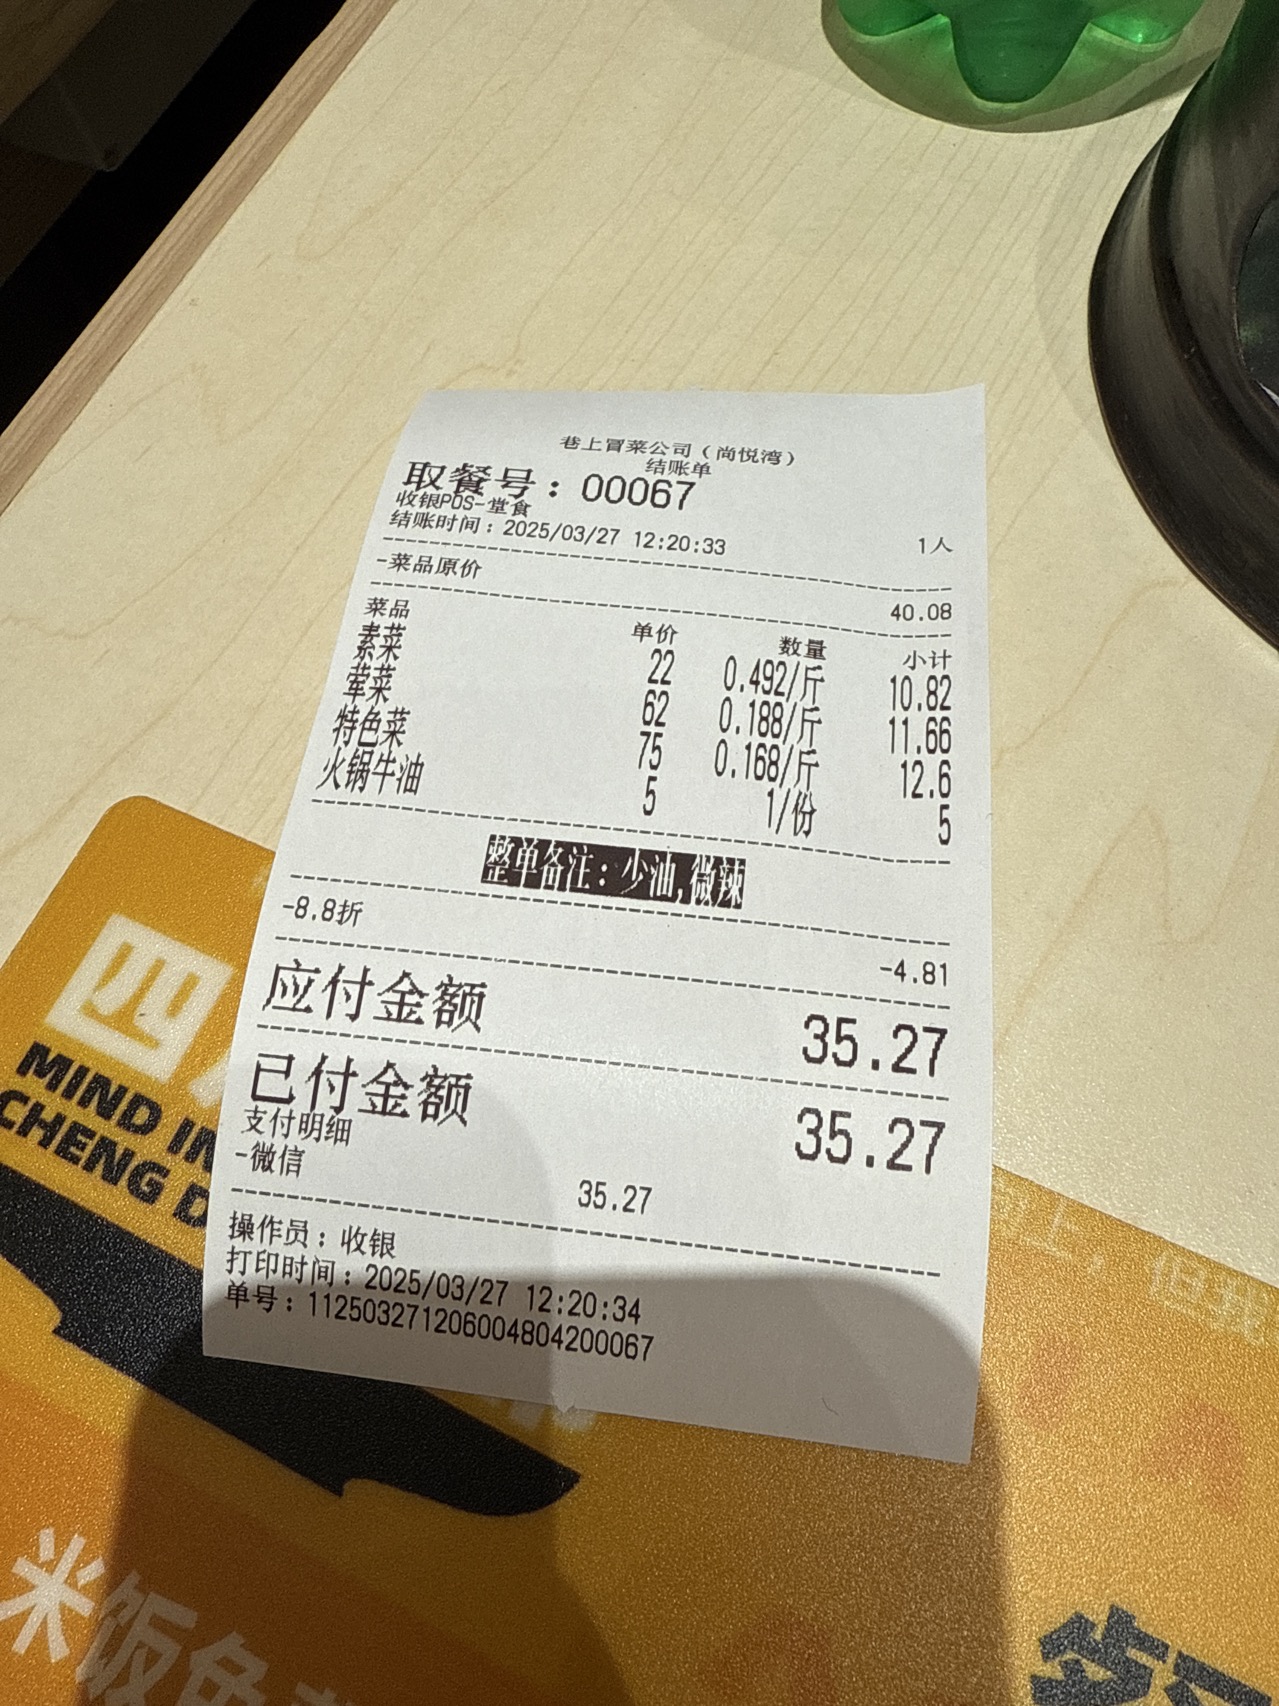 巷上冒菜公司（尚悦湾）
结账单
取餐号：00067
收银POS-堂食
结账时间：2025/03/27 12:20:33 1人
-菜品原价 40.08
菜品 单价 数量 小计
素菜 22 0.492/斤 10.82
荤菜 62 0.188/斤 11.66
特色菜 75 0.168/斤 12.6
火锅牛油 5 1/份 5
整单备注：少油,微辣
-8.8折 -4.81
应付金额 35.27
已付金额 35.27
支付明细
-微信 35.27
操作员：收银
打印时间：2025/03/27 12:20:34
单号：112503271206004804200067
四
MIND IN
CHENG D
上，但我
米饭免